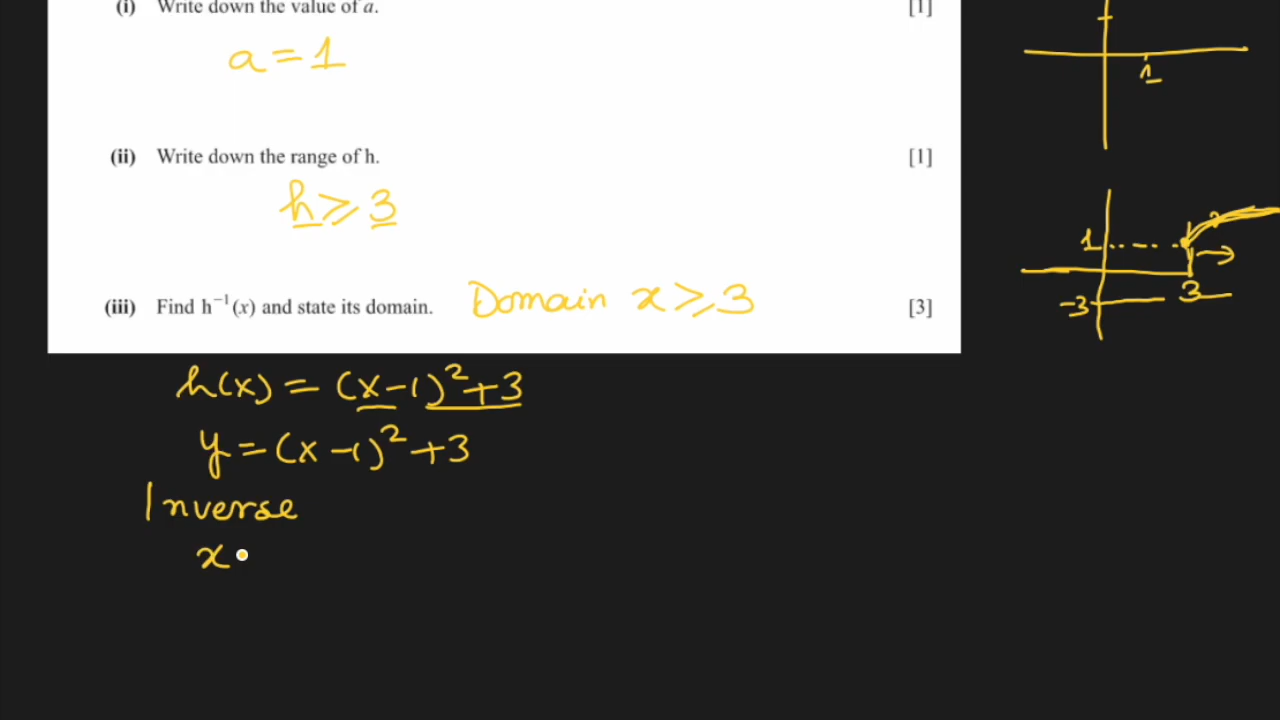 (i) Write down the value of a. [1]
a = 1
1
(ii) Write down the range of h. [1]
h ⩾ 3
1
(iii) Find h⁻¹(x) and state its domain. Domain x ⩾ 3 [3]
-3 3
h(x) = (x-1)² + 3
y = (x-1)² + 3
Inverse
x